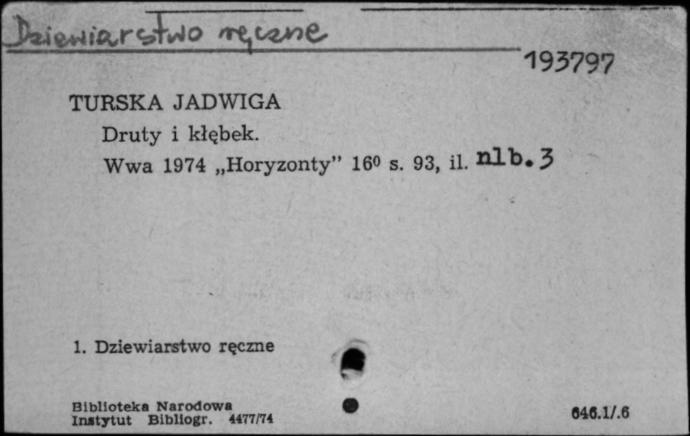 Dziewiarstwo ręczne
193797
TURSKA JADWIGA
Druty i kłębek.
Wwa 1974 „Horyzonty” 16⁰ s. 93, il. nlb. 3
1. Dziewiarstwo ręczne
Biblioteka Narodowa
Instytut Bibliogr. 4477/74
646.1/.6